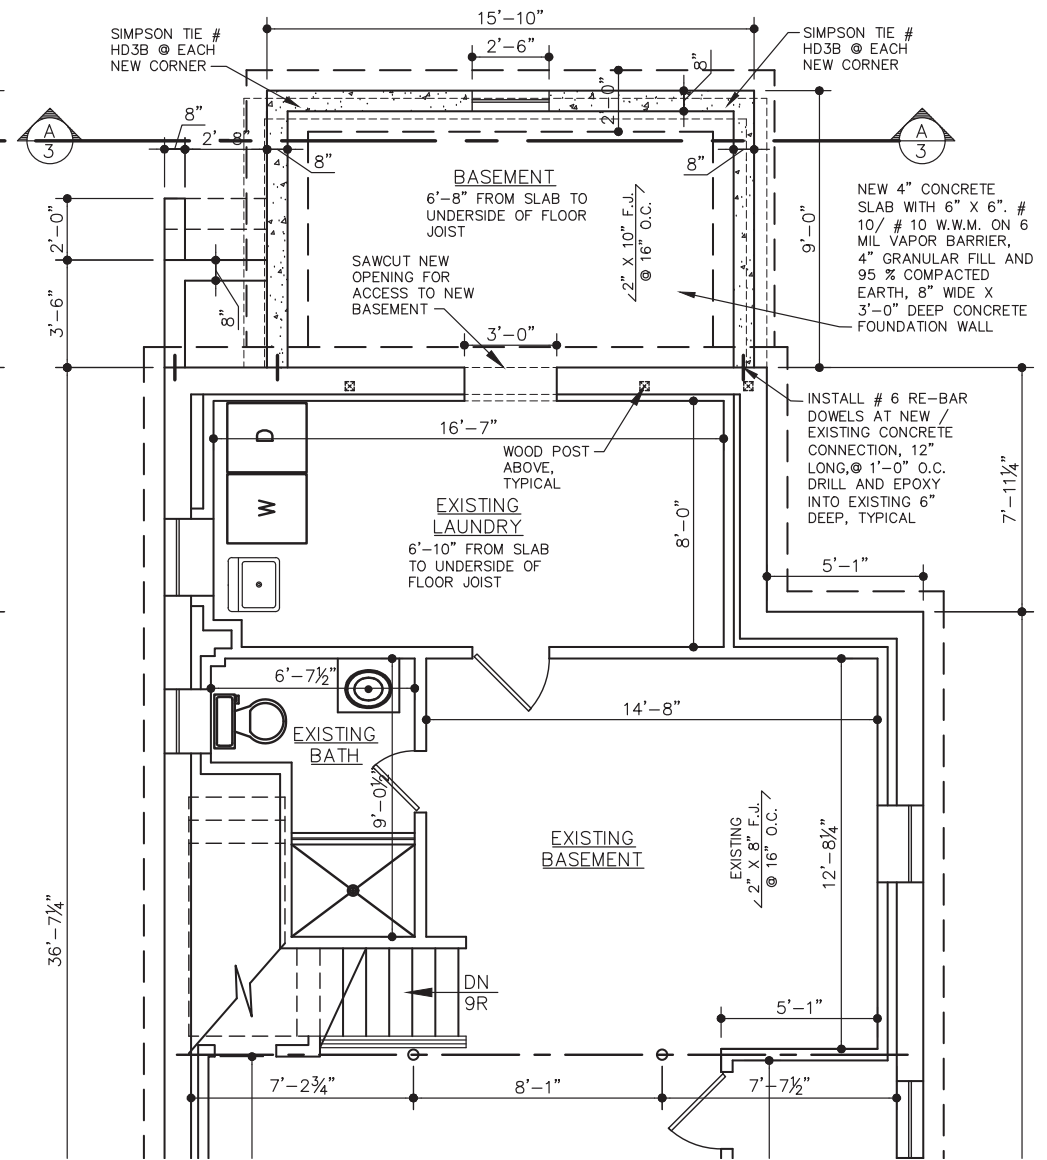 15'-10"
SIMPSON TIE #
HD3B @ EACH
NEW CORNER
2'-6"
SIMPSON TIE #
HD3B @ EACH
NEW CORNER
8"
2'-0"
A
3
8"
2'-8"
8"
8"
A
3
BASEMENT
6'-8" FROM SLAB TO
UNDERSIDE OF FLOOR
JOIST
2" X 10" F.J.
@ 16" O.C.
9'-0"
NEW 4" CONCRETE
SLAB WITH 6" X 6". #
10/ # 10 W.W.M. ON 6
MIL VAPOR BARRIER,
4" GRANULAR FILL AND
95 % COMPACTED
EARTH, 8" WIDE X
3'-0" DEEP CONCRETE
FOUNDATION WALL
2'-0"
3'-6"
8"
SAWCUT NEW
OPENING FOR
ACCESS TO NEW
BASEMENT
3'-0"
INSTALL # 6 RE-BAR
DOWELS AT NEW /
EXISTING CONCRETE
CONNECTION, 12"
LONG,@ 1'-0" O.C.
DRILL AND EPOXY
INTO EXISTING 6"
DEEP, TYPICAL
7'-11¼"
D
W
16'-7"
WOOD POST
ABOVE,
TYPICAL
EXISTING
LAUNDRY
6'-10" FROM SLAB
TO UNDERSIDE OF
FLOOR JOIST
8'-0"
5'-1"
6'-7½"
EXISTING
BATH
9'-0½"
14'-8"
EXISTING
BASEMENT
EXISTING
2" X 8" F.J.
@ 16" O.C.
12'-8¼"
36'-7¼"
DN
9R
5'-1"
7'-2¾"
8'-1"
7'-7½"